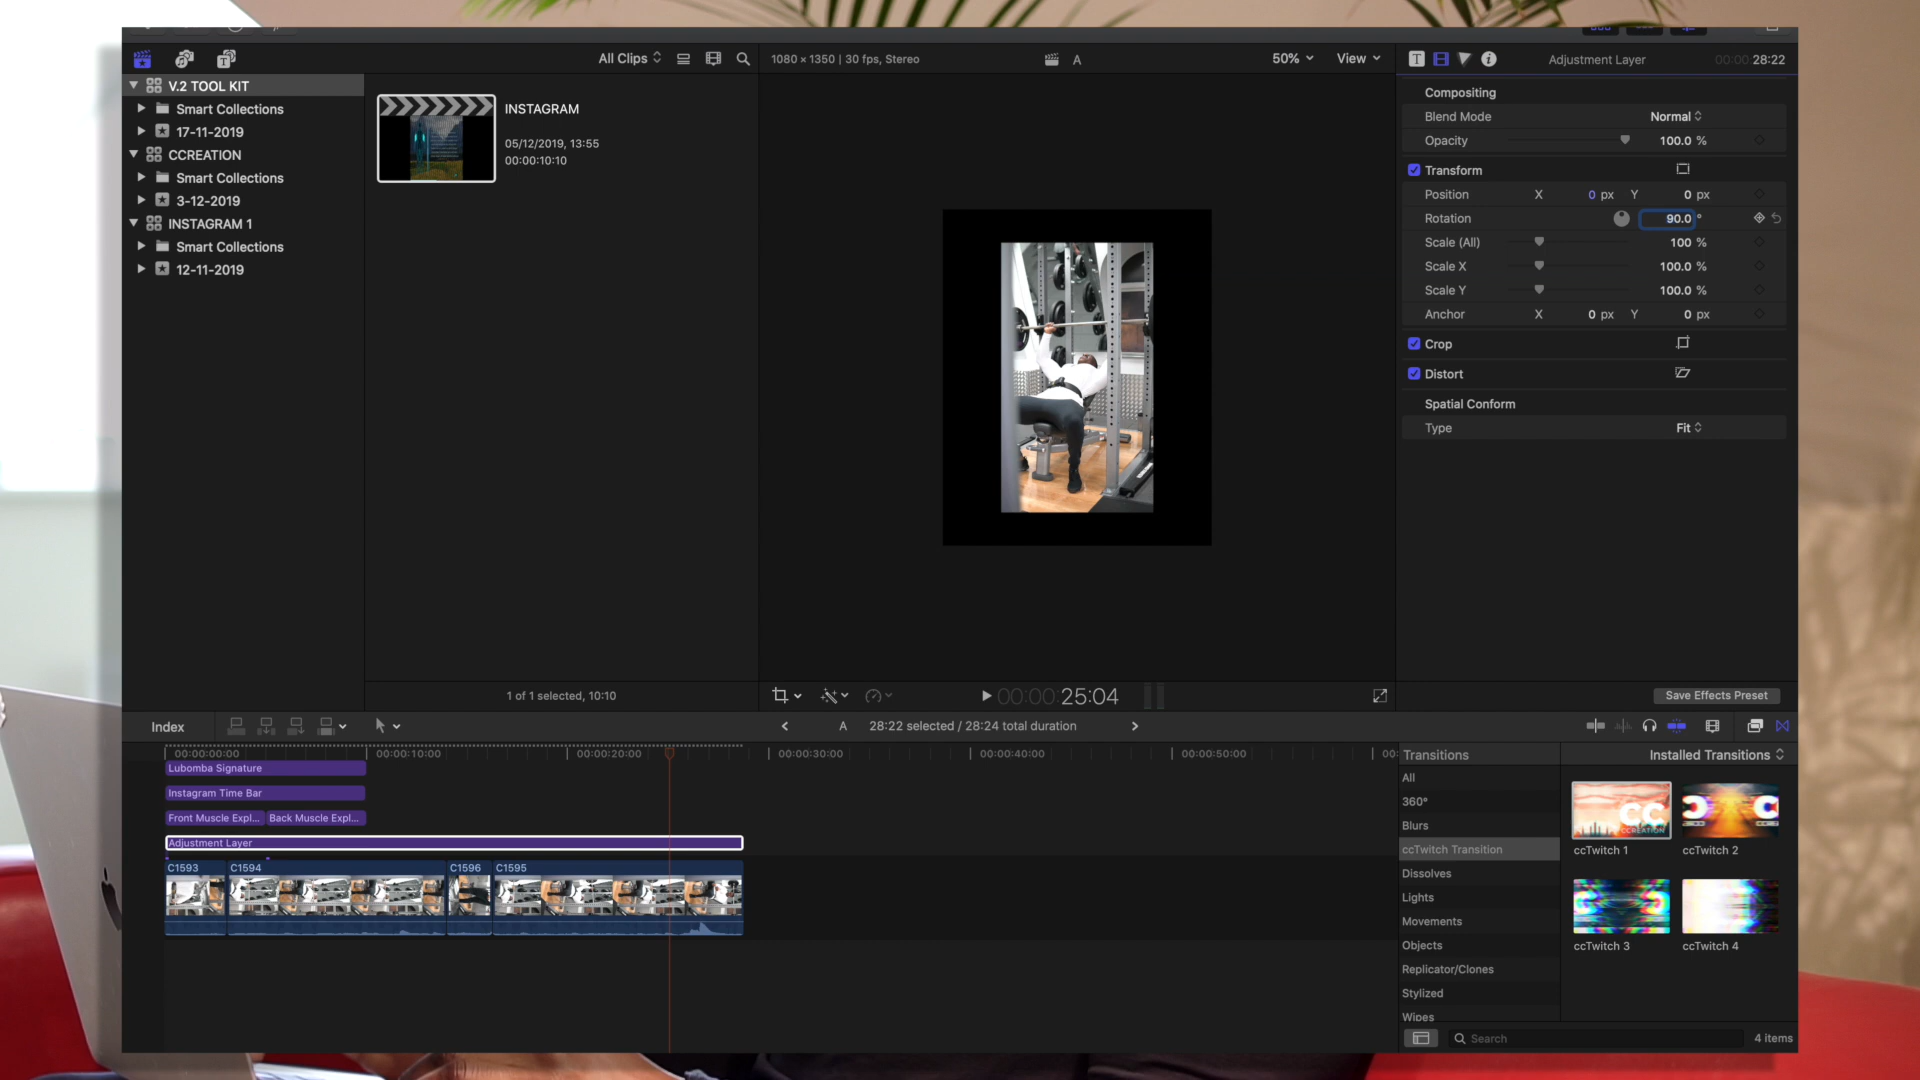 All Clips
1080 × 1350 | 30 fps, Stereo
A
50%
View
T
Adjustment Layer
00:00:28:22
V.2 TOOL KIT
Smart Collections
17-11-2019
CCREATION
Smart Collections
3-12-2019
INSTAGRAM 1
Smart Collections
12-11-2019
INSTAGRAM
05/12/2019, 13:55
00:00:10:10
Compositing
Blend Mode Normal
Opacity 100.0 %
Transform
Position X 0 px Y 0 px
Rotation 90.0 °
Scale (All) 100 %
Scale X 100.0 %
Scale Y 100.0 %
Anchor X 0 px Y 0 px
Crop
Distort
Spatial Conform
Type Fit
1 of 1 selected, 10:10
00:00:25:04
Save Effects Preset
Index
A
28:22 selected / 28:24 total duration
00:00:00:00
00:00:10:00
00:00:20:00
00:00:30:00
00:00:40:00
00:00:50:00
00:
Lubomba Signature
Instagram Time Bar
Front Muscle Expl...
Back Muscle Expl...
Adjustment Layer
C1593
C1594
C1596
C1595
Transitions
Installed Transitions
All
360°
Blurs
ccTwitch Transition
Dissolves
Lights
Movements
Objects
Replicator/Clones
Stylized
Wipes
CC
CCREATION
ccTwitch 1
ccTwitch 2
ccTwitch 3
ccTwitch 4
Search
4 items